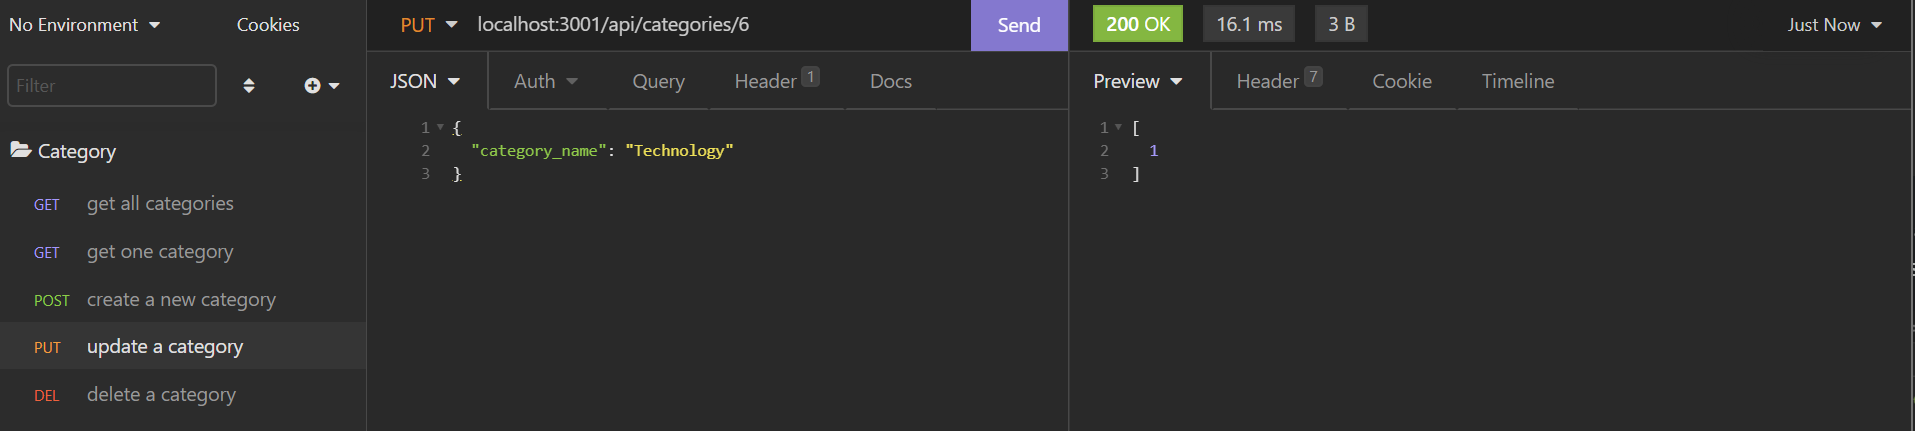 No Environment Cookies
Filter
Category
GET get all categories
GET get one category
POST create a new category
PUT update a category
DEL delete a category
PUT localhost:3001/api/categories/6 Send
JSON Auth Query Header 1 Docs
1 {
2 "category_name": "Technology"
3 }
200 OK 16.1 ms 3 B Just Now
Preview Header 7 Cookie Timeline
1 [
2 1
3 ]